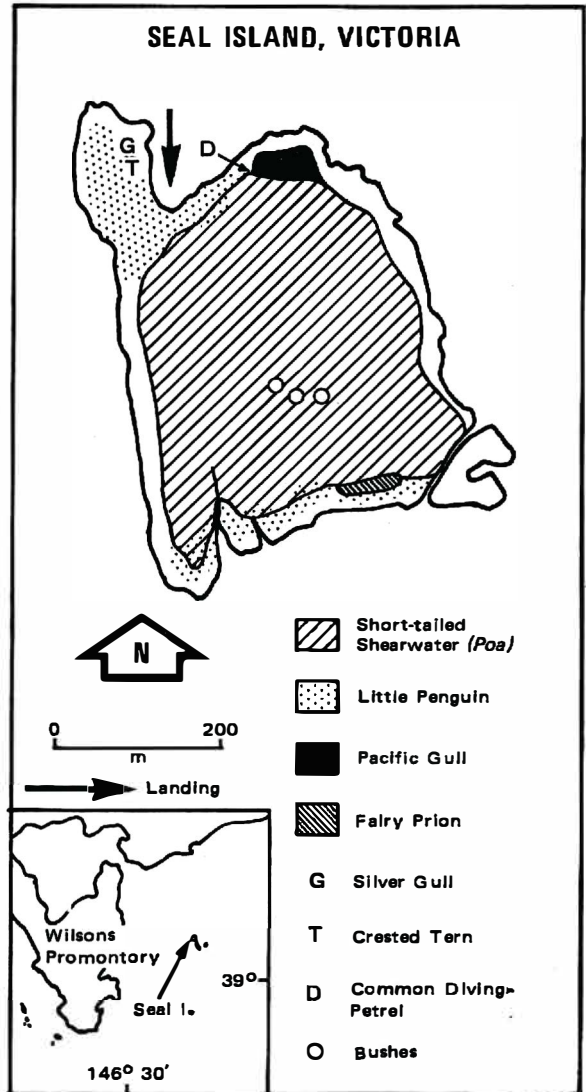 SEAL ISLAND, VICTORIA
G
T
D
N
0 200
m
Landing
Short-tailed
Shearwater (Poa)
Little Penguin
Pacific Gull
Fairy Prion
G Silver Gull
T Crested Tern
D Common Diving-
Petrel
O Bushes
Wilsons
Promontory
Seal I.
39°
146° 30'